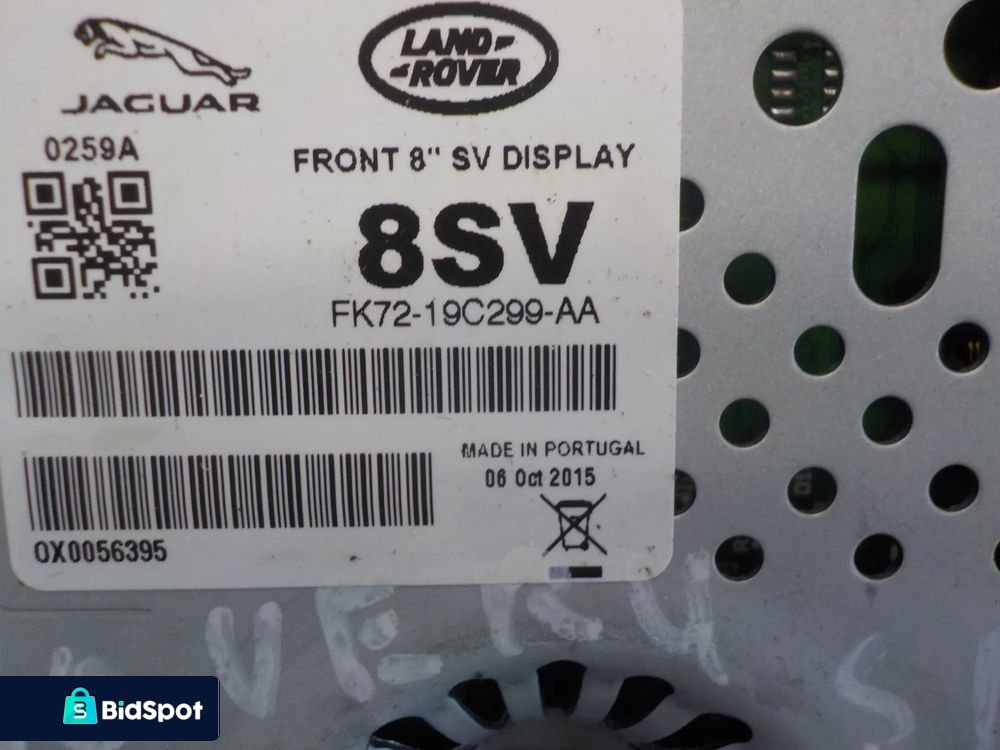 JAGUAR
LAND
ROVER
0259A
FRONT 8" SV DISPLAY
8SV
FK72-19C299-AA
MADE IN PORTUGAL
06 Oct 2015
0X0056395
BidSpot